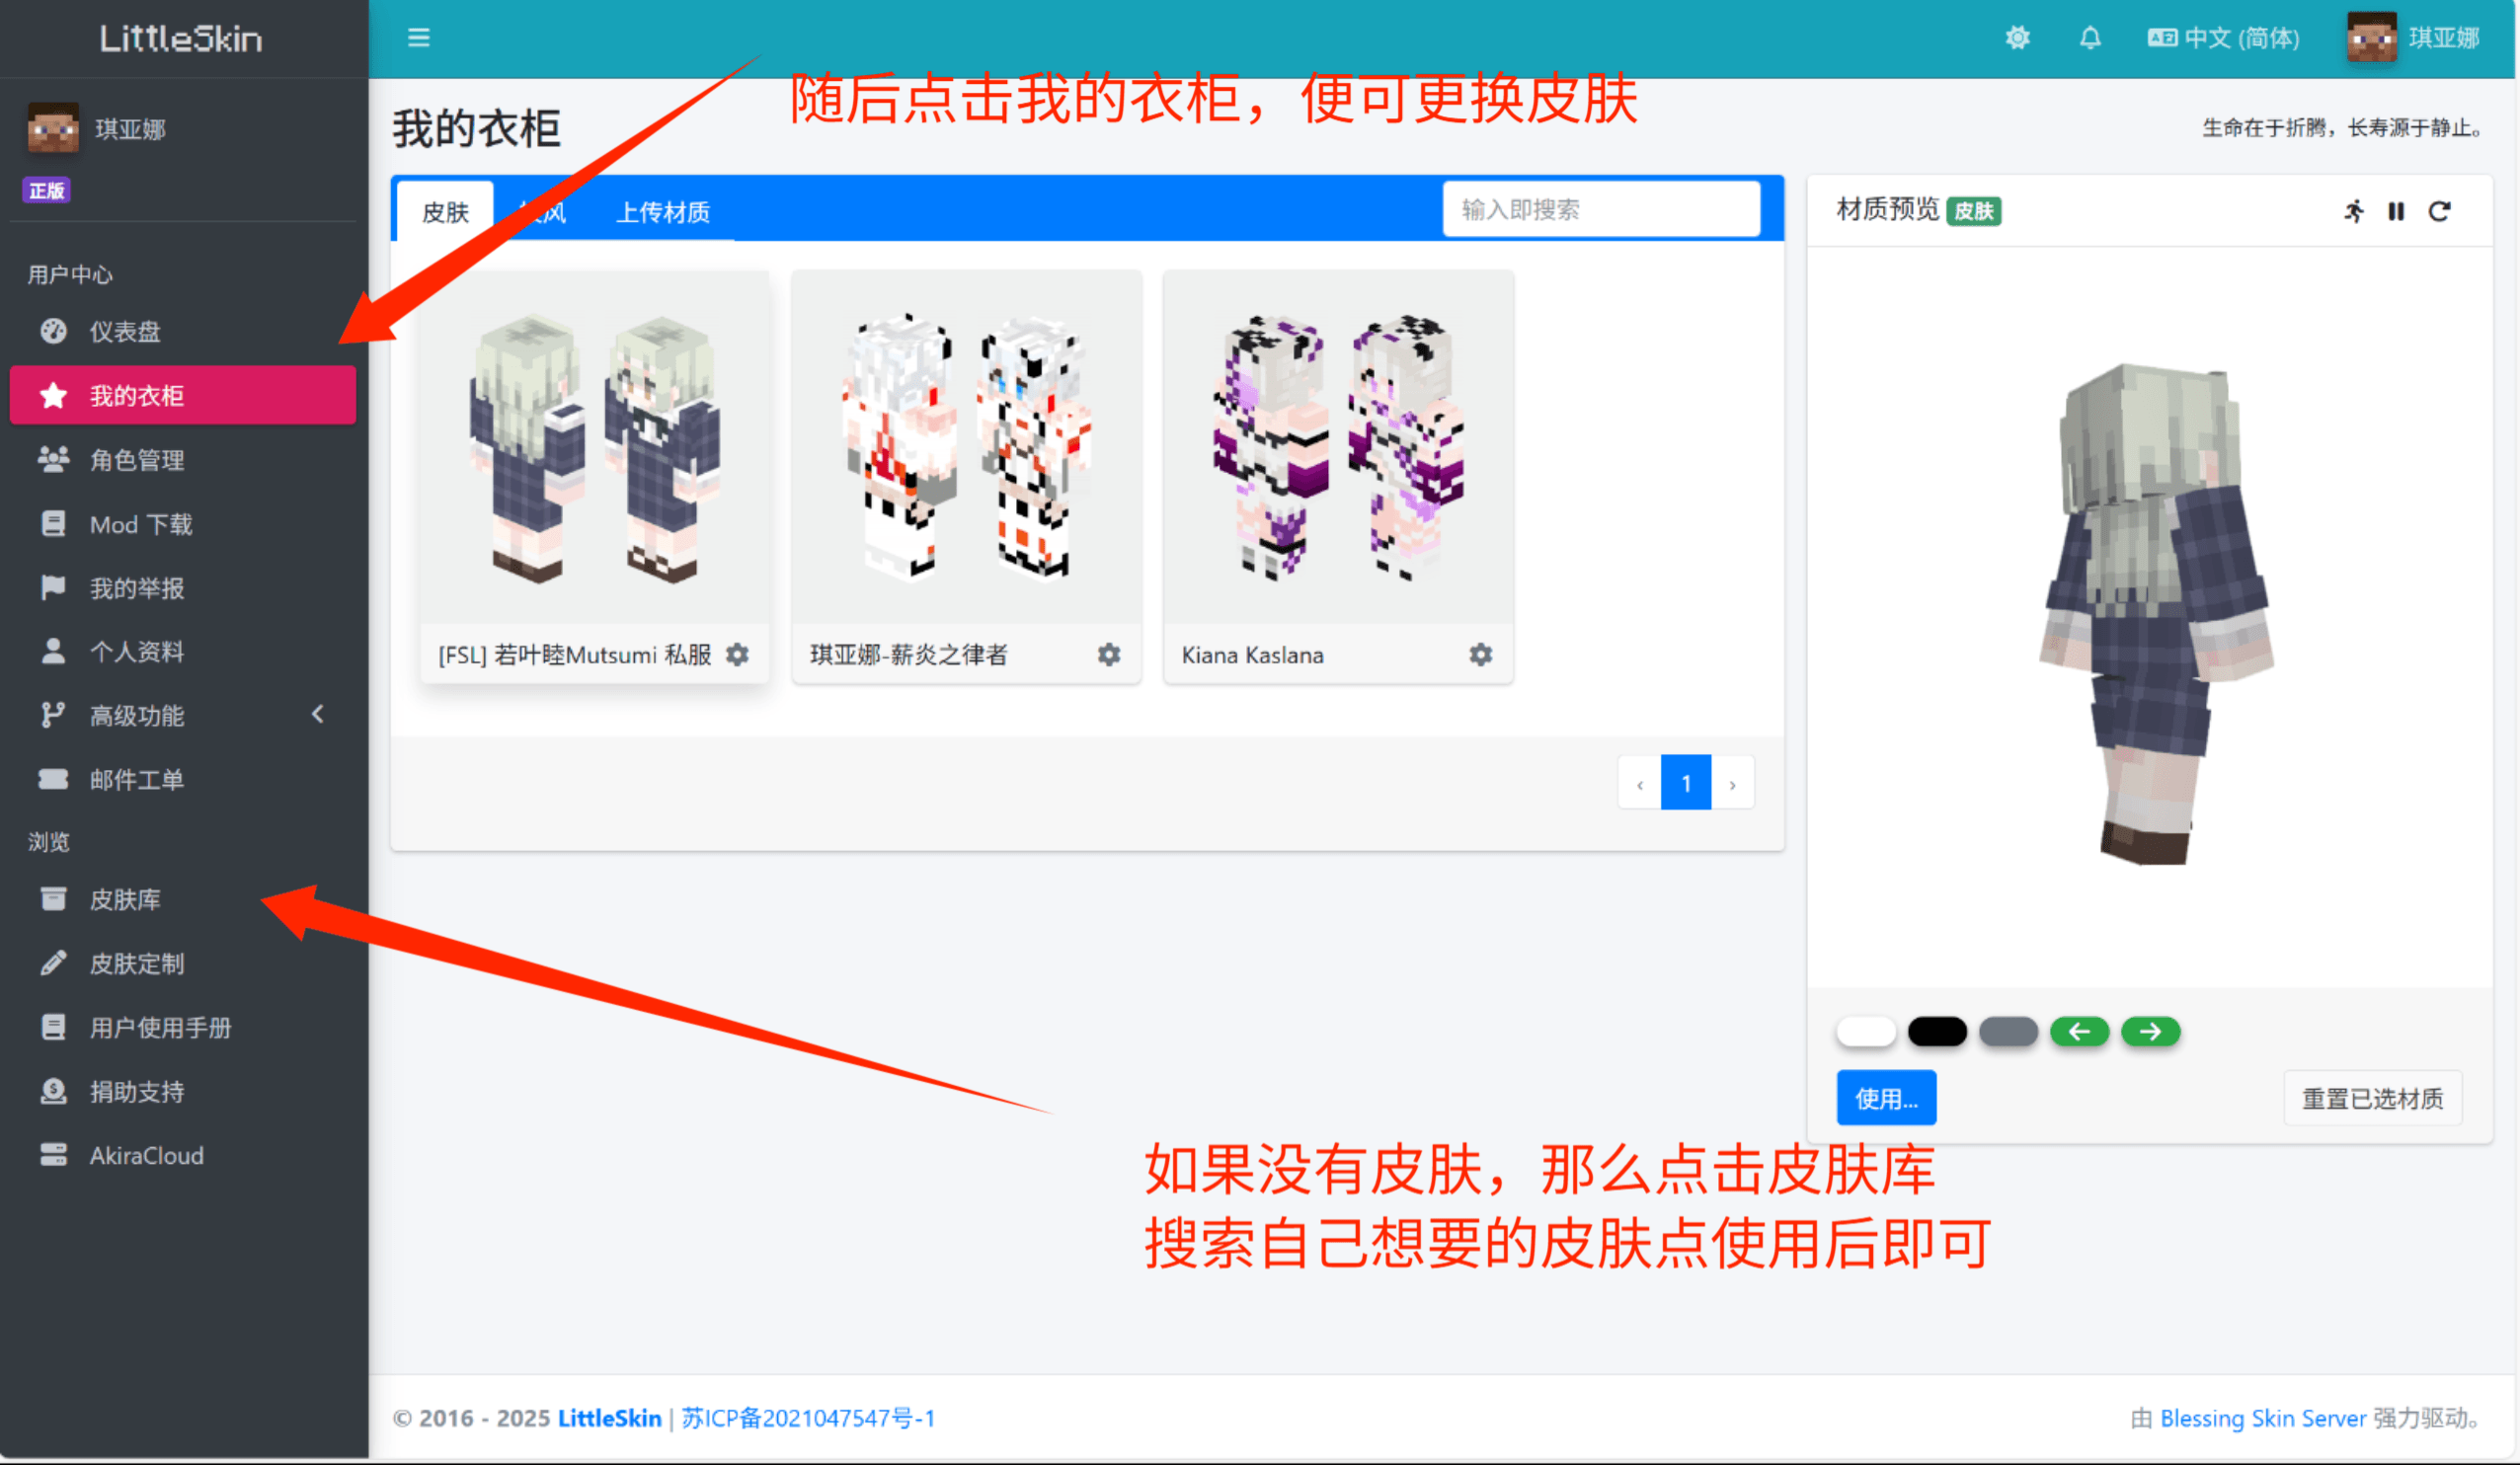 LittleSkin
中文 (简体)
琪亚娜
琪亚娜
正版
用户中心
仪表盘
我的衣柜
角色管理
Mod 下载
我的举报
个人资料
高级功能
邮件工单
浏览
皮肤库
皮肤定制
用户使用手册
捐助支持
AkiraCloud
随后点击我的衣柜，便可更换皮肤
我的衣柜
生命在于折腾，长寿源于静止。
皮肤
上传材质
输入即搜索
[FSL] 若叶睦Mutsumi 私服
琪亚娜-薪炎之律者
Kiana Kaslana
‹ 1 ›
材质预览 皮肤
使用...
重置已选材质
如果没有皮肤，那么点击皮肤库
搜索自己想要的皮肤点使用后即可
© 2016 - 2025 LittleSkin | 苏ICP备2021047547号-1
由 Blessing Skin Server 强力驱动。